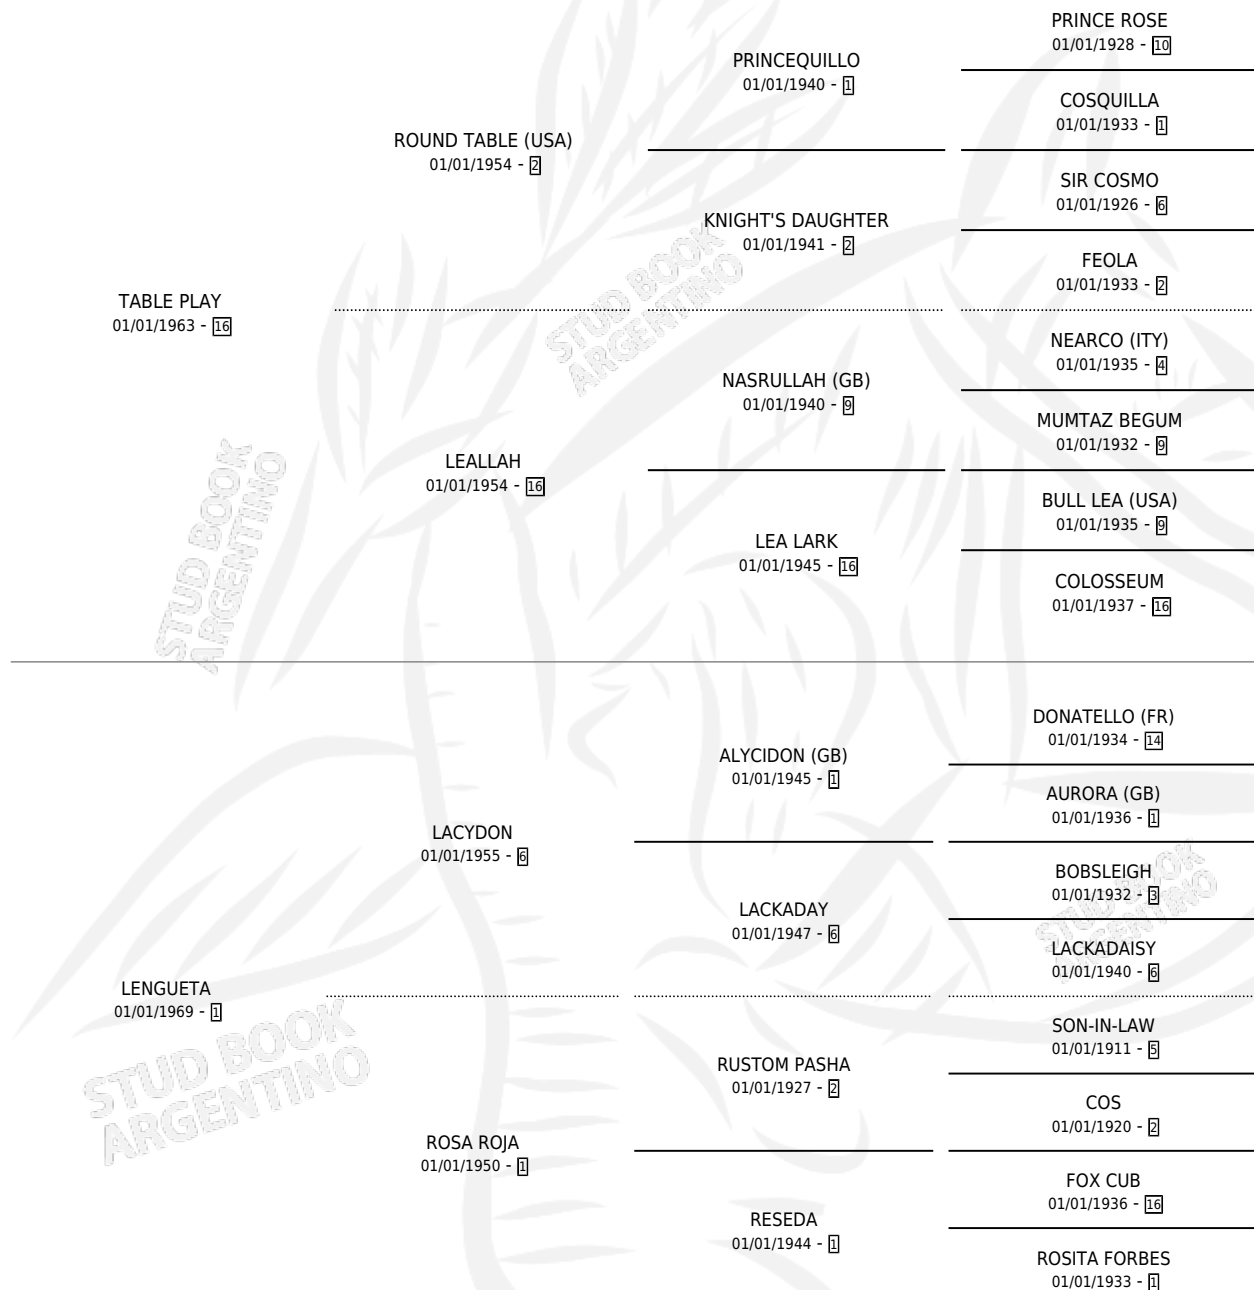 PRINCE ROSE
01/01/1928 - 10
PRINCEQUILLO
01/01/1940 - 1
COSQUILLA
01/01/1933 - 1
ROUND TABLE (USA)
01/01/1954 - 2
SIR COSMO
01/01/1926 - 6
KNIGHT'S DAUGHTER
01/01/1941 - 2
FEOLA
01/01/1933 - 2
TABLE PLAY
01/01/1963 - 16
NEARCO (ITY)
01/01/1935 - 4
NASRULLAH (GB)
01/01/1940 - 9
MUMTAZ BEGUM
01/01/1932 - 9
LEALLAH
01/01/1954 - 16
BULL LEA (USA)
01/01/1935 - 9
LEA LARK
01/01/1945 - 16
COLOSSEUM
01/01/1937 - 16
DONATELLO (FR)
01/01/1934 - 14
ALYCIDON (GB)
01/01/1945 - 1
AURORA (GB)
01/01/1936 - 1
LACYDON
01/01/1955 - 6
BOBSLEIGH
01/01/1932 - 3
LACKADAY
01/01/1947 - 6
LACKADAISY
01/01/1940 - 6
LENGUETA
01/01/1969 - 1
SON-IN-LAW
01/01/1911 - 5
RUSTOM PASHA
01/01/1927 - 2
COS
01/01/1920 - 2
ROSA ROJA
01/01/1950 - 1
FOX CUB
01/01/1936 - 16
RESEDA
01/01/1944 - 1
ROSITA FORBES
01/01/1933 - 1
STUD BOOK
ARGENTINO
STUD BOOK
ARGENTINO
STUD BOOK
ARGENTINO
STUD BOOK
ARGENTINO